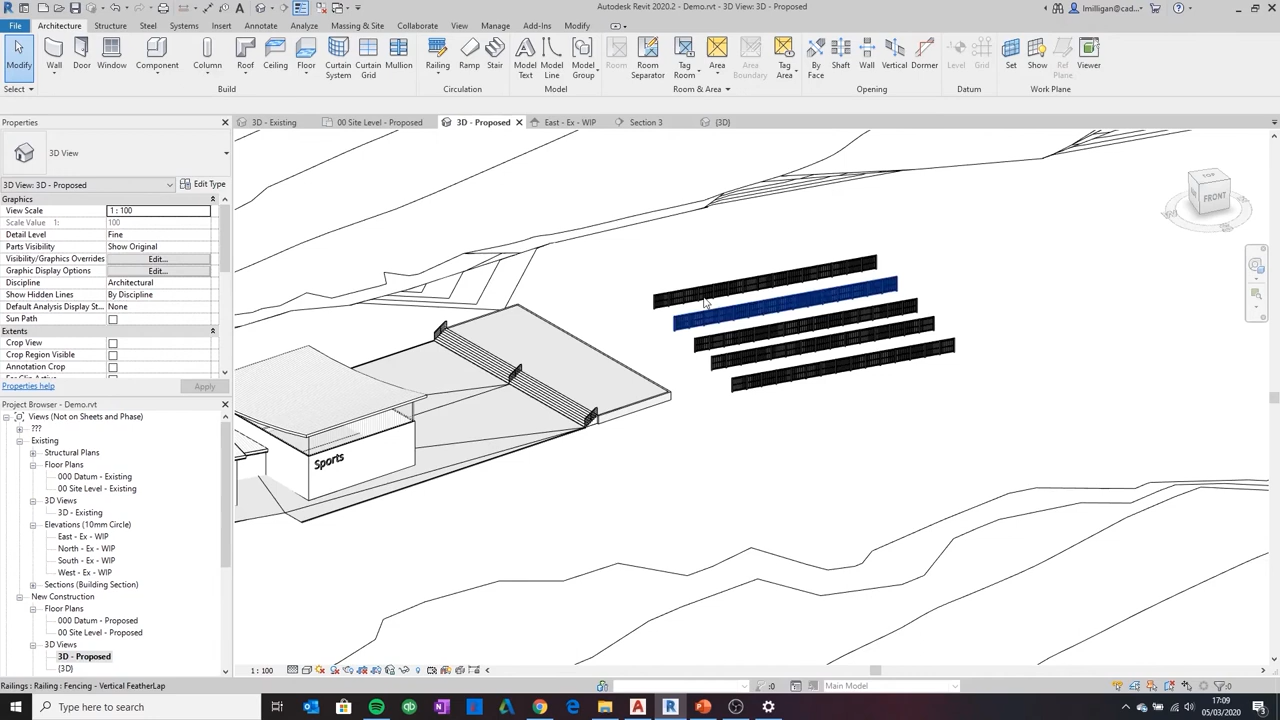 Autodesk Revit 2020.2 - Demo.rvt - 3D View: 3D - Proposed
lmilligan@cad...
File Architecture Structure Steel Systems Insert Annotate Analyze Massing & Site Collaborate View Manage Add-Ins Modify
Modify Wall Door Window Component Column Roof Ceiling Floor Curtain System Curtain Grid Mullion Railing Ramp Stair Model Text Model Line Model Group Room Room Separator Tag Room Area Area Boundary Tag Area By Face Shaft Wall Vertical Dormer Level Grid Set Show Ref Plane Viewer
Select Build Circulation Model Room & Area Opening Datum Work Plane
Properties
3D - Existing 00 Site Level - Proposed 3D - Proposed East - Ex - WIP Section 3 {3D}
3D View
3D View: 3D - Proposed Edit Type
Graphics
View Scale 1 : 100
Scale Value 1: 100
Detail Level Fine
Parts Visibility Show Original
Visibility/Graphics Overrides Edit...
Graphic Display Options Edit...
Discipline Architectural
Show Hidden Lines By Discipline
Default Analysis Display St... None
Sun Path
Extents
Crop View
Crop Region Visible
Annotation Crop
Properties help Apply
Project Browser - Demo.rvt
Views (Not on Sheets and Phase)
???
Existing
Structural Plans
Floor Plans
000 Datum - Existing
00 Site Level - Existing
3D Views
3D - Existing
Elevations (10mm Circle)
East - Ex - WIP
North - Ex - WIP
South - Ex - WIP
West - Ex - WIP
Sections (Building Section)
New Construction
Floor Plans
000 Datum - Proposed
00 Site Level - Proposed
3D Views
3D - Proposed
{3D}
TOP
FRONT
Sports
1 : 100
Railings : Railing : Fencing - Vertical FeatherLap
:0
Main Model
:0
Type here to search
17:09
05/03/2020